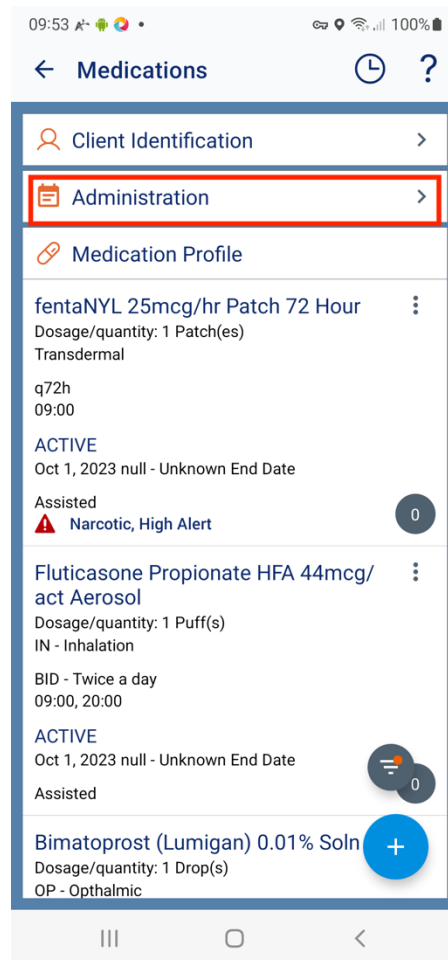 09:53
100%
Medications
?
Client Identification
Administration
Medication Profile
fentaNYL 25mcg/hr Patch 72 Hour
Dosage/quantity: 1 Patch(es)
Transdermal
q72h
09:00
ACTIVE
Oct 1, 2023 null - Unknown End Date
Assisted
Narcotic, High Alert
0
Fluticasone Propionate HFA 44mcg/
act Aerosol
Dosage/quantity: 1 Puff(s)
IN - Inhalation
BID - Twice a day
09:00, 20:00
ACTIVE
Oct 1, 2023 null - Unknown End Date
Assisted
0
Bimatoprost (Lumigan) 0.01% Soln
Dosage/quantity: 1 Drop(s)
OP - Opthalmic